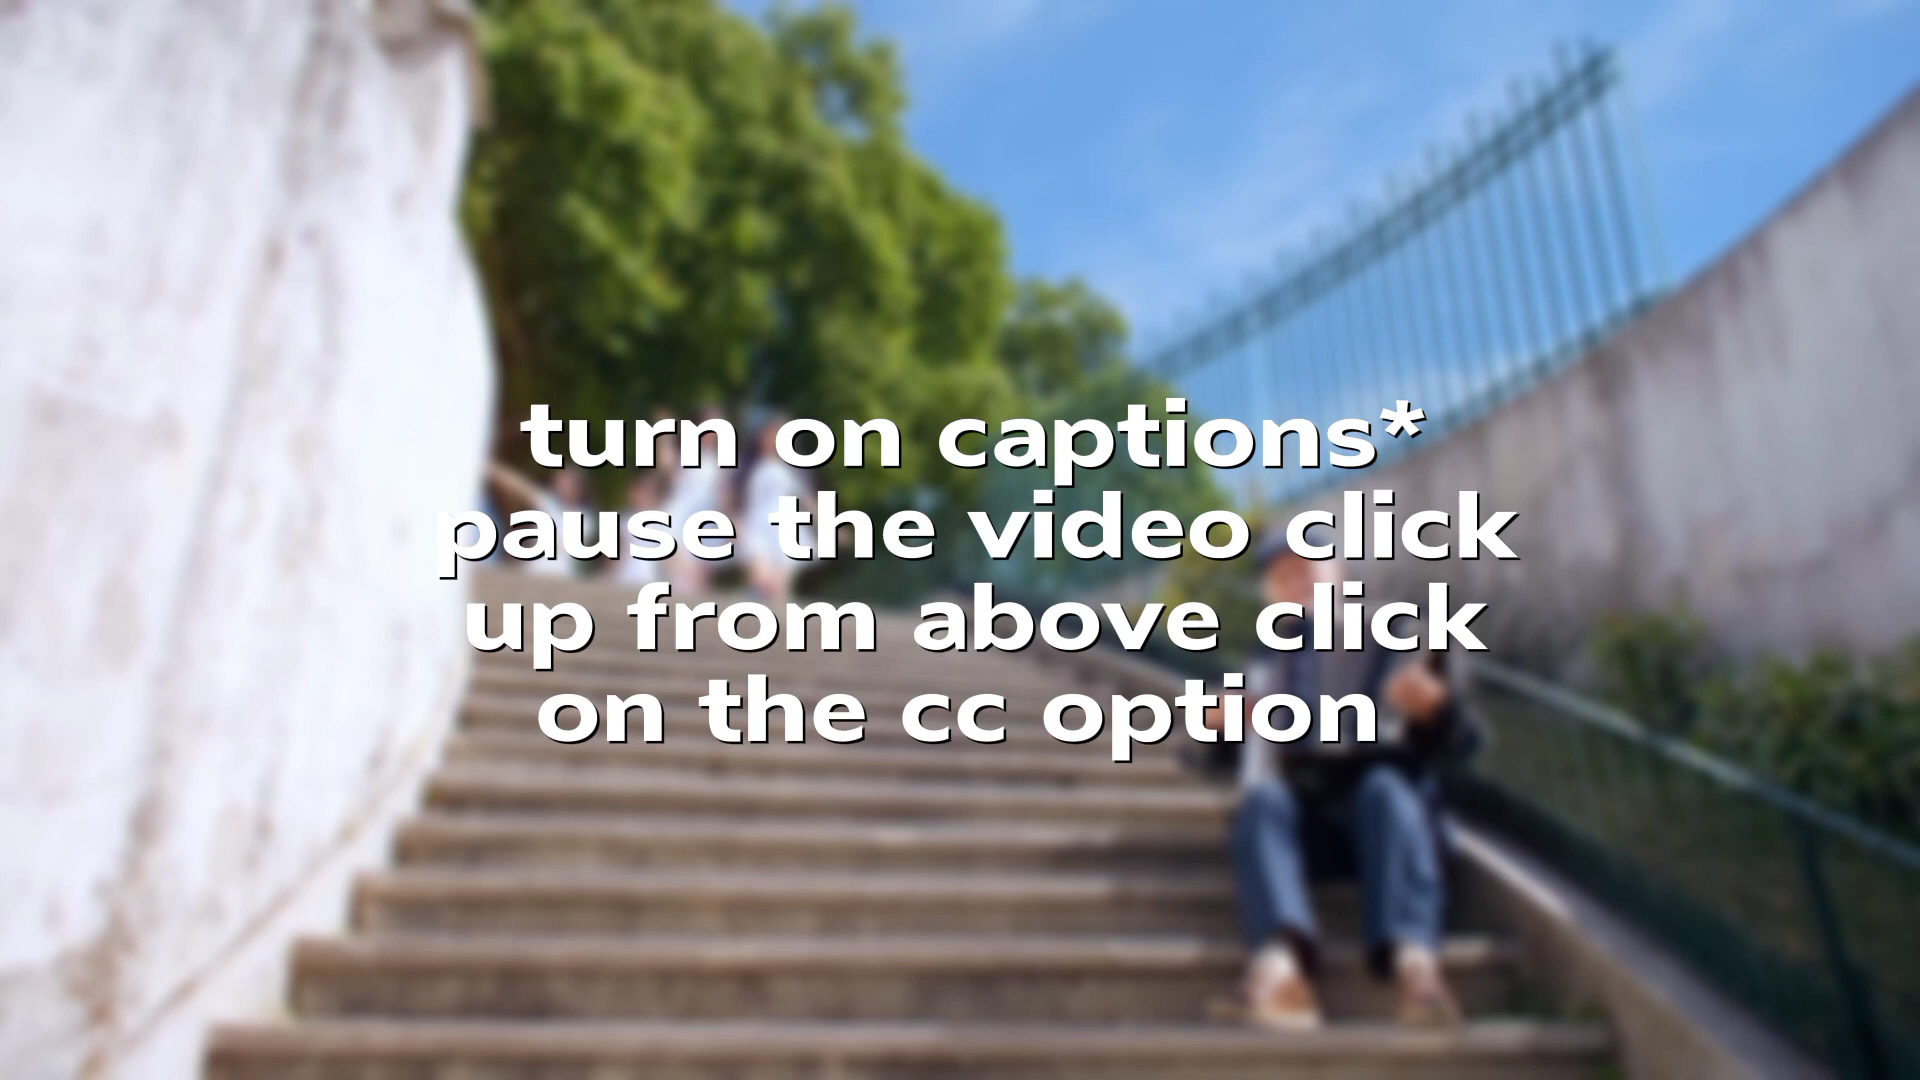 turn on captions*
pause the video click
up from above click
on the cc option